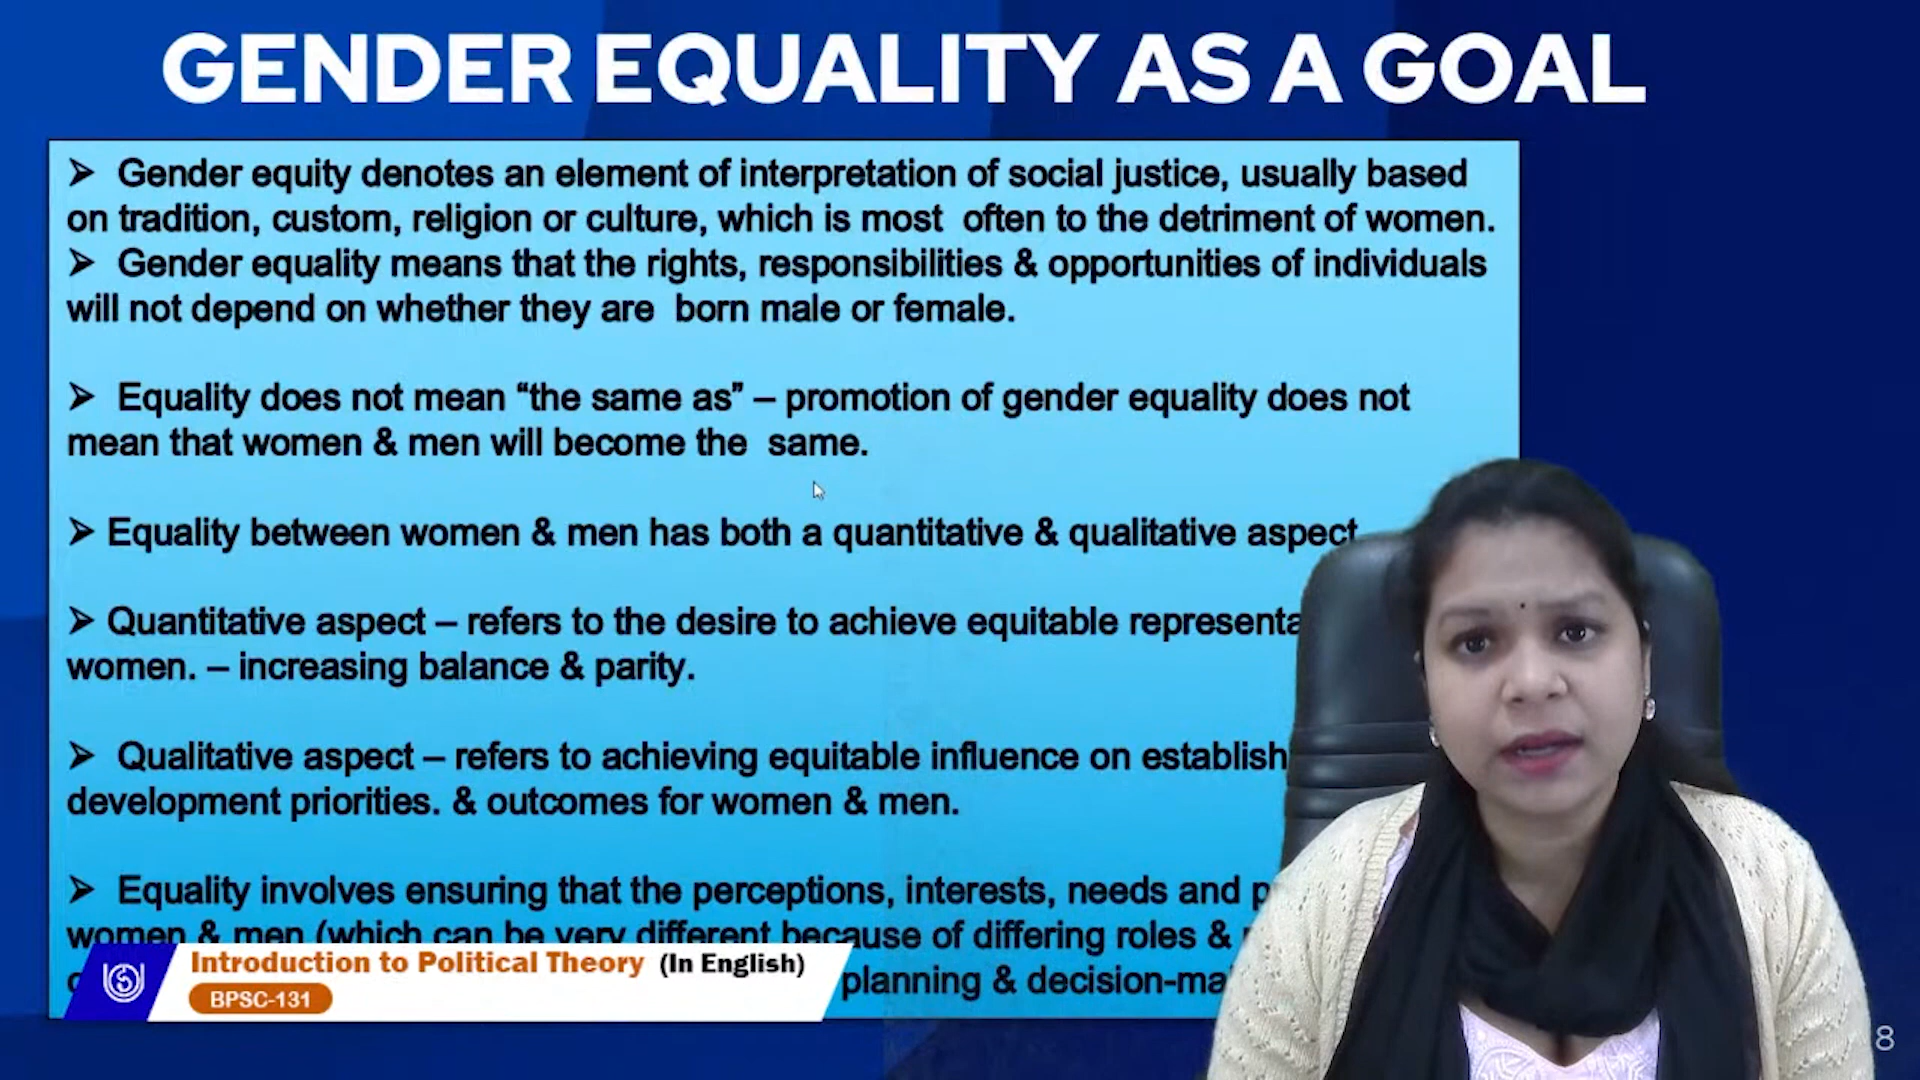 GENDER EQUALITY AS A GOAL
➢ Gender equity denotes an element of interpretation of social justice, usually based
on tradition, custom, religion or culture, which is most often to the detriment of women.
➢ Gender equality means that the rights, responsibilities & opportunities of individuals
will not depend on whether they are born male or female.
➢ Equality does not mean “the same as” – promotion of gender equality does not
mean that women & men will become the same.
➢ Equality between women & men has both a quantitative & qualitative aspect
➢ Quantitative aspect – refers to the desire to achieve equitable
women. – increasing balance & parity.
➢ Qualitative aspect – refers to achieving equitable influence on
development priorities. & outcomes for women & men.
➢ Equality involves ensuring that the perceptions, interests, needs and
women & men (which can be very different because of differing roles &
planning &
Introduction to Political Theory (In English)
BPSC-131
8